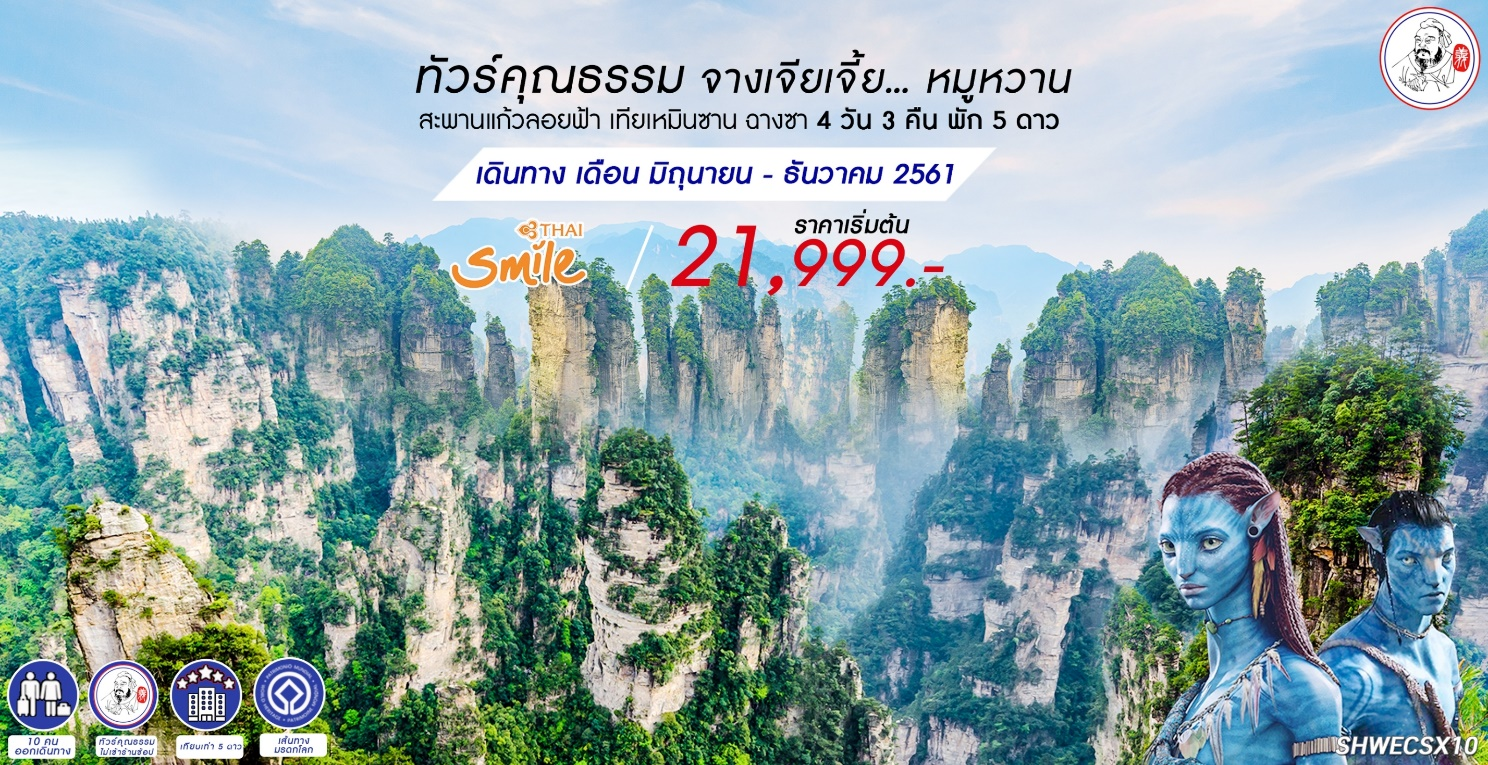 ทัวร์คุณธรรม จางเจียเจี้ย... หมูหวาน
สะพานแก้วลอยฟ้า เทียเหมินซาน ฉางซา 4 วัน 3 คืน พัก 5 ดาว
เดินทาง เดือน มิถุนายน - ธันวาคม 2561
THAI
smile
ราคาเริ่มต้น
21,999.-
義
10 คน
ออกเดินทาง
ทัวร์คุณธรรม
ไม่เข้าร้านช้อป
เทียบเท่า 5 ดาว
เส้นทาง
มรดกโลก
SHWECSX10